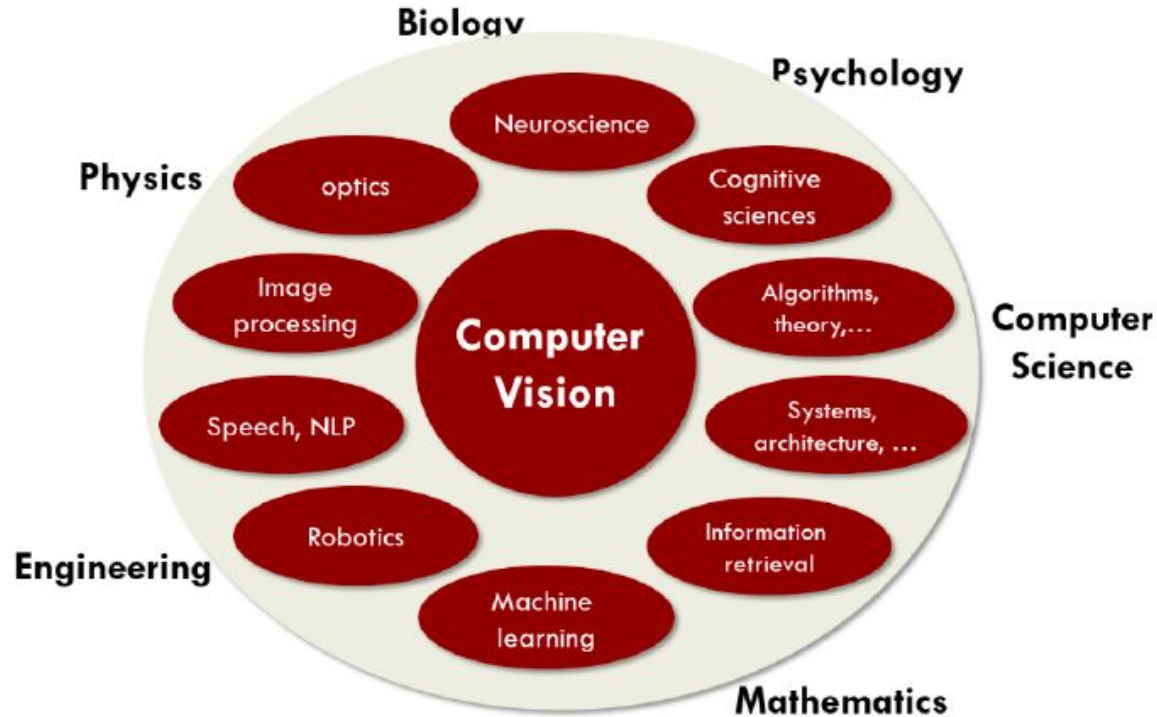 Biology
Psychology
Neuroscience
Physics
optics
Cognitive
sciences
Image
processing
Algorithms,
theory,...
Computer
Vision
Computer
Science
Speech, NLP
Systems,
architecture, ...
Robotics
Information
retrieval
Engineering
Machine
learning
Mathematics